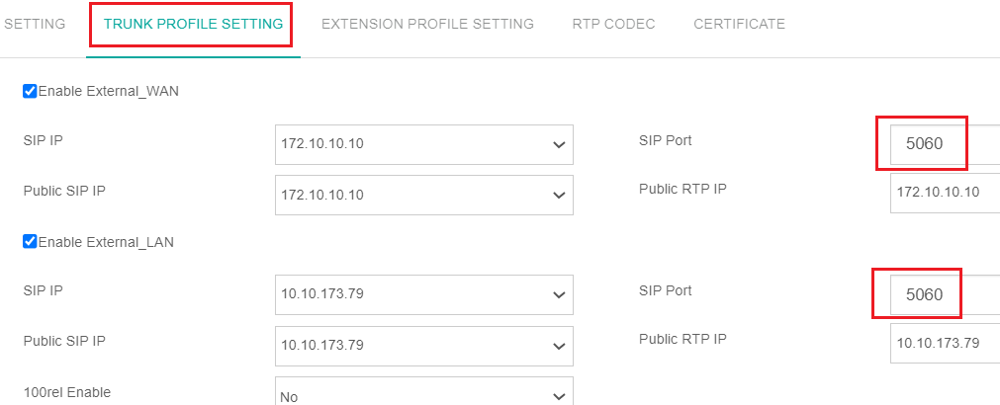 SETTING TRUNK PROFILE SETTING EXTENSION PROFILE SETTING RTP CODEC CERTIFICATE
Enable External_WAN
SIP IP 172.10.10.10 SIP Port 5060
Public SIP IP 172.10.10.10 Public RTP IP 172.10.10.10
Enable External_LAN
SIP IP 10.10.173.79 SIP Port 5060
Public SIP IP 10.10.173.79 Public RTP IP 10.10.173.79
100rel Enable No